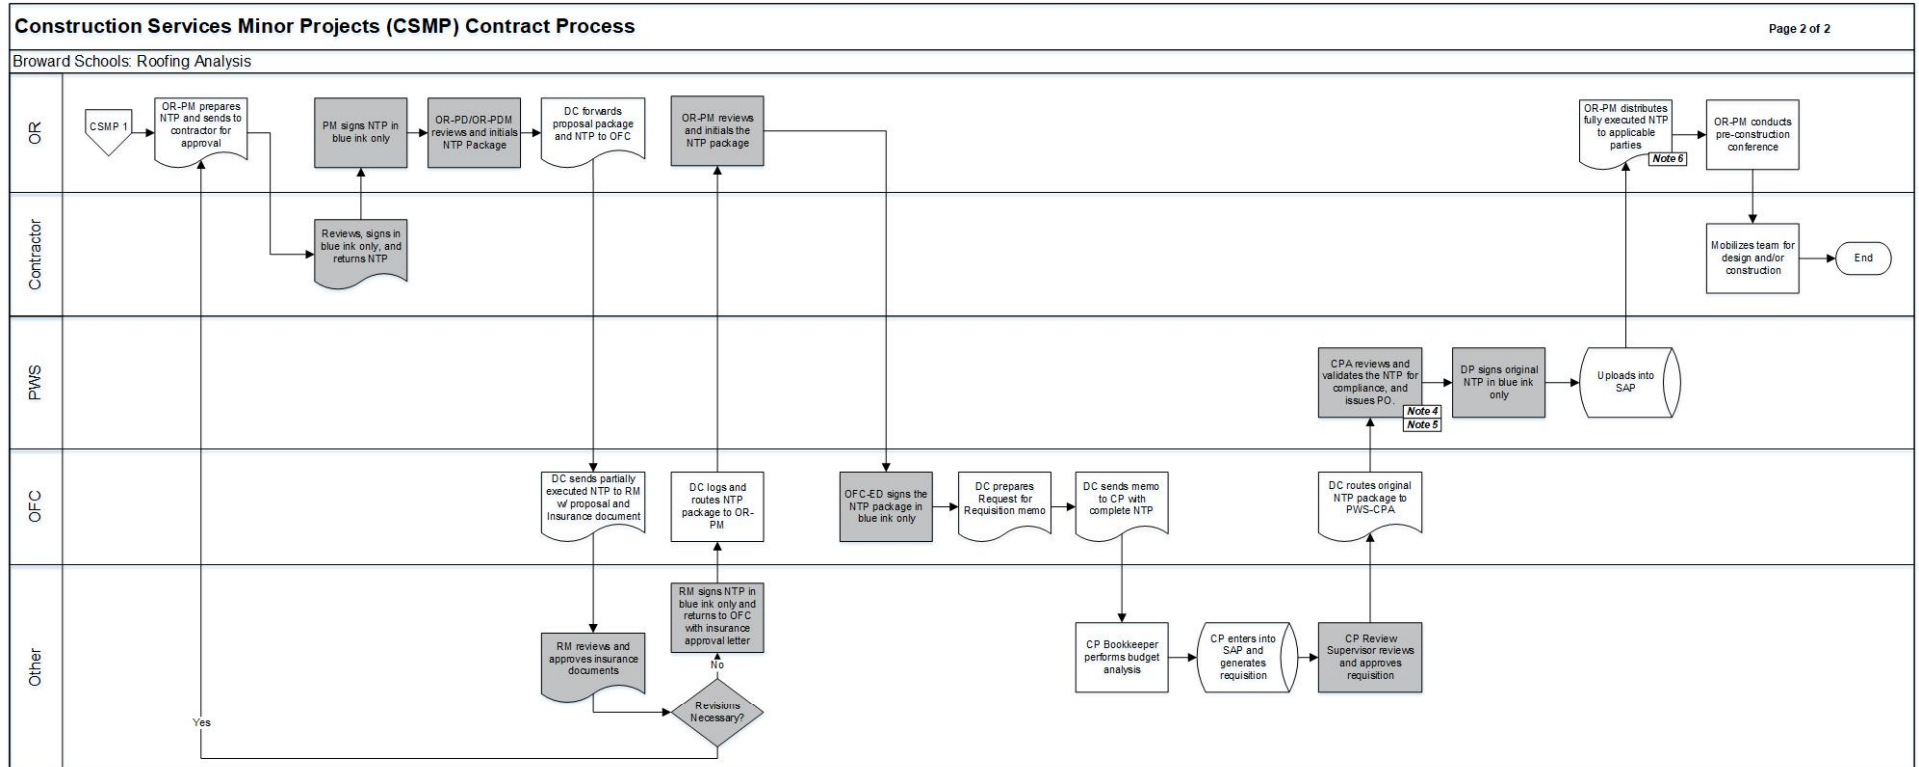 Construction Services Minor Projects (CSMP) Contract Process
Page 2 of 2
Broward Schools: Roofing Analysis
OR
CSMP 1
OR-PM prepares
NTP and sends to
contractor for
approval
PM signs NTP in
blue ink only
OR-PD/OR-PDM
reviews and initials
NTP Package
DC forwards
proposal package
and NTP to OFC
OR-PM reviews
and initials the
NTP package
OR-PM distributes
fully executed NTP
to applicable
parties
Note 6
OR-PM conducts
pre-construction
conference
Contractor
Reviews, signs in
blue ink only, and
returns NTP
Mobilizes team for
design and/or
construction
End
PWS
CPA reviews and
validates the NTP for
compliance, and
issues PO.
Note 4
Note 5
DP signs original
NTP in blue ink
only
Uploads into
SAP
OFC
DC sends partially
executed NTP to RM
w/ proposal and
Insurance document
DC logs and
routes NTP
package to OR-
PM
OFC-ED signs the
NTP package in
blue ink only
DC prepares
Request for
Requisition memo
DC sends memo
to CP with
complete NTP
DC routes original
NTP package to
PWS-CPA
Other
RM signs NTP in
blue ink only and
returns to OFC
with insurance
approval letter
RM reviews and
approves insurance
documents
No
Revisions
Necessary?
Yes
CP Bookkeeper
performs budget
analysis
CP enters into
SAP and
generates
requisition
CP Review
Supervisor reviews
and approves
requisition